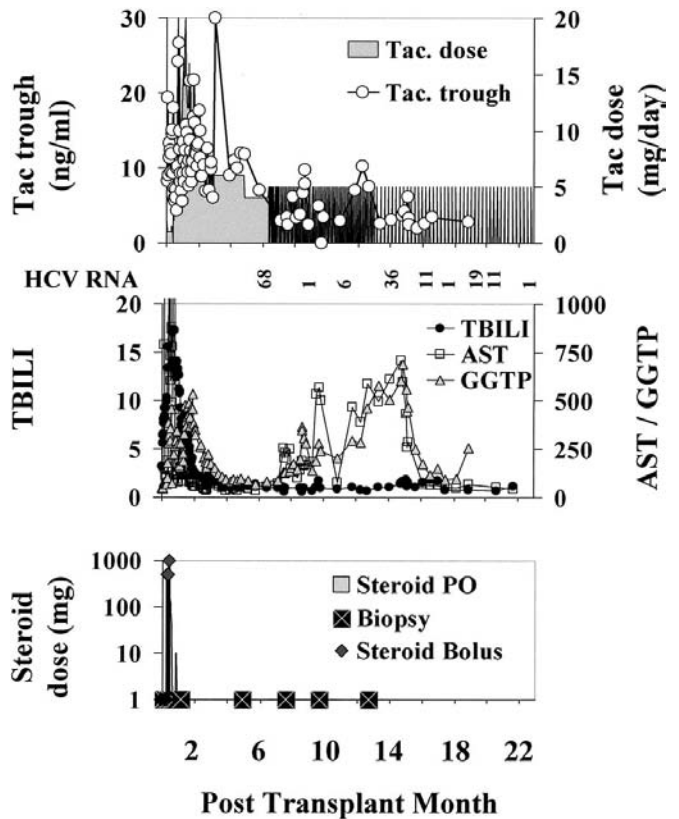 30
20
10
0
Tac trough
(ng/ml)
Tac. dose
Tac. trough
20
15
10
5
0
Tac dose
(mg/day)
HCV RNA 68 1 6 36 11 1 19 11 1
20
15
10
5
0
TBILI
TBILI
AST
GGTP
1000
750
500
250
0
AST / GGTP
1000
100
10
1
Steroid
dose (mg)
Steroid PO
Biopsy
Steroid Bolus
2 6 10 14 18 22
Post Transplant Month